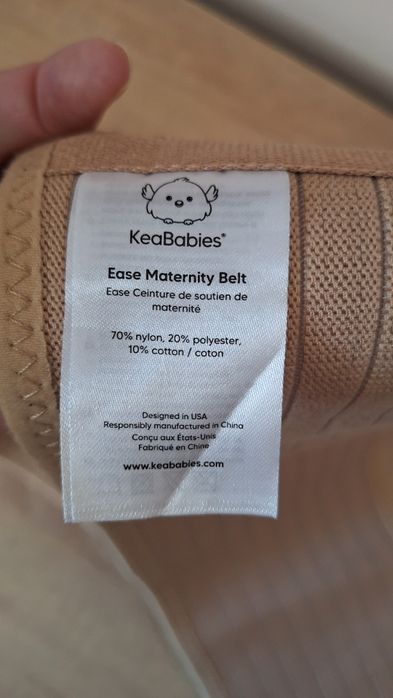 KeaBabies®
Ease Maternity Belt
Ease Ceinture de soutien de
maternité
70% nylon, 20% polyester,
10% cotton / coton
Designed in USA
Responsibly manufactured in China
Conçu aux États-Unis
Fabriqué en Chine
www.keababies.com